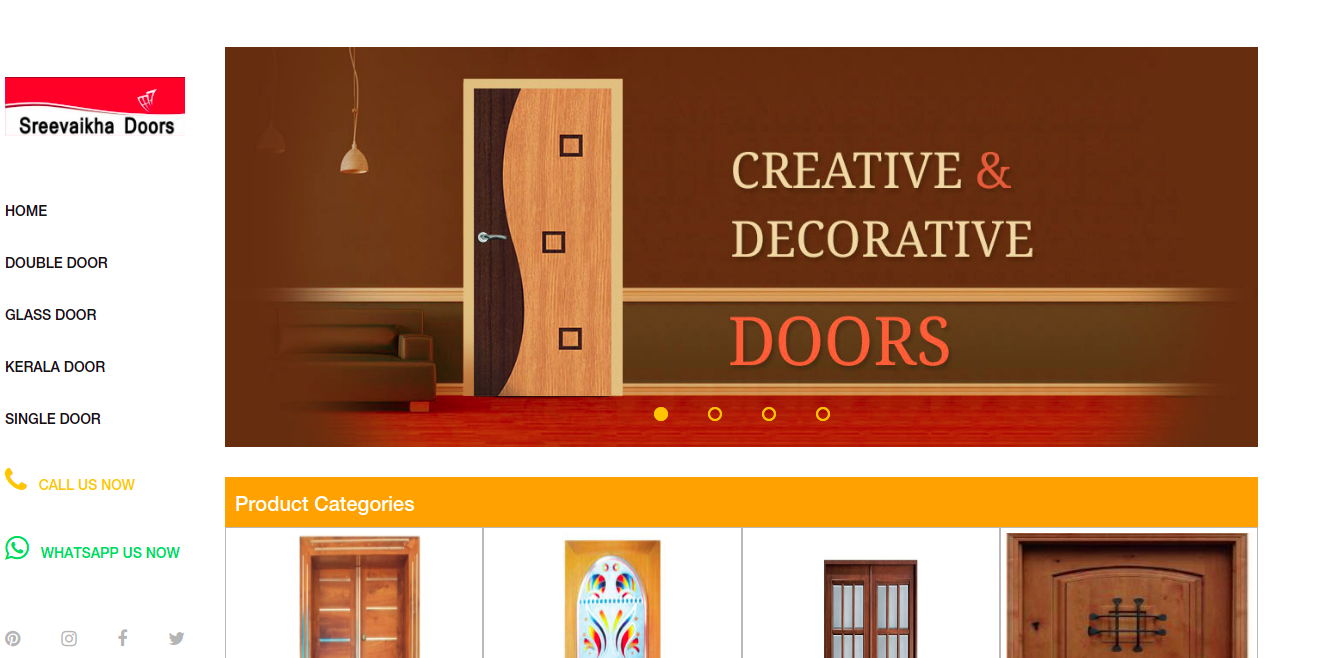 Sreevaikha Doors
HOME
DOUBLE DOOR
GLASS DOOR
KERALA DOOR
SINGLE DOOR
CALL US NOW
WHATSAPP US NOW
CREATIVE &
DECORATIVE
DOORS
Product Categories